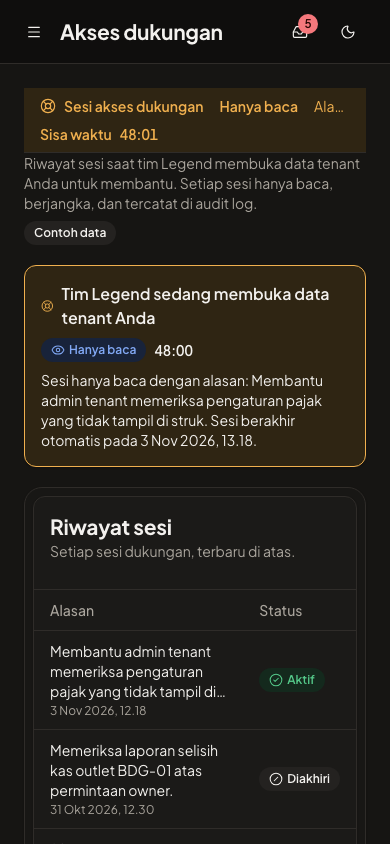 Akses dukungan
5
Sesi akses dukungan Hanya baca Ala…
Sisa waktu 48:01
Riwayat sesi saat tim Legend membuka data tenant
Anda untuk membantu. Setiap sesi hanya baca,
berjangka, dan tercatat di audit log.
Contoh data
Tim Legend sedang membuka data
tenant Anda
Hanya baca 48:00
Sesi hanya baca dengan alasan: Membantu
admin tenant memeriksa pengaturan pajak
yang tidak tampil di struk. Sesi berakhir
otomatis pada 3 Nov 2026, 13.18.
Riwayat sesi
Setiap sesi dukungan, terbaru di atas.
Alasan Status
Membantu admin tenant
memeriksa pengaturan
pajak yang tidak tampil di…
Aktif
3 Nov 2026, 12.18
Memeriksa laporan selisih
kas outlet BDG-01 atas
permintaan owner.
Diakhiri
31 Okt 2026, 12.30